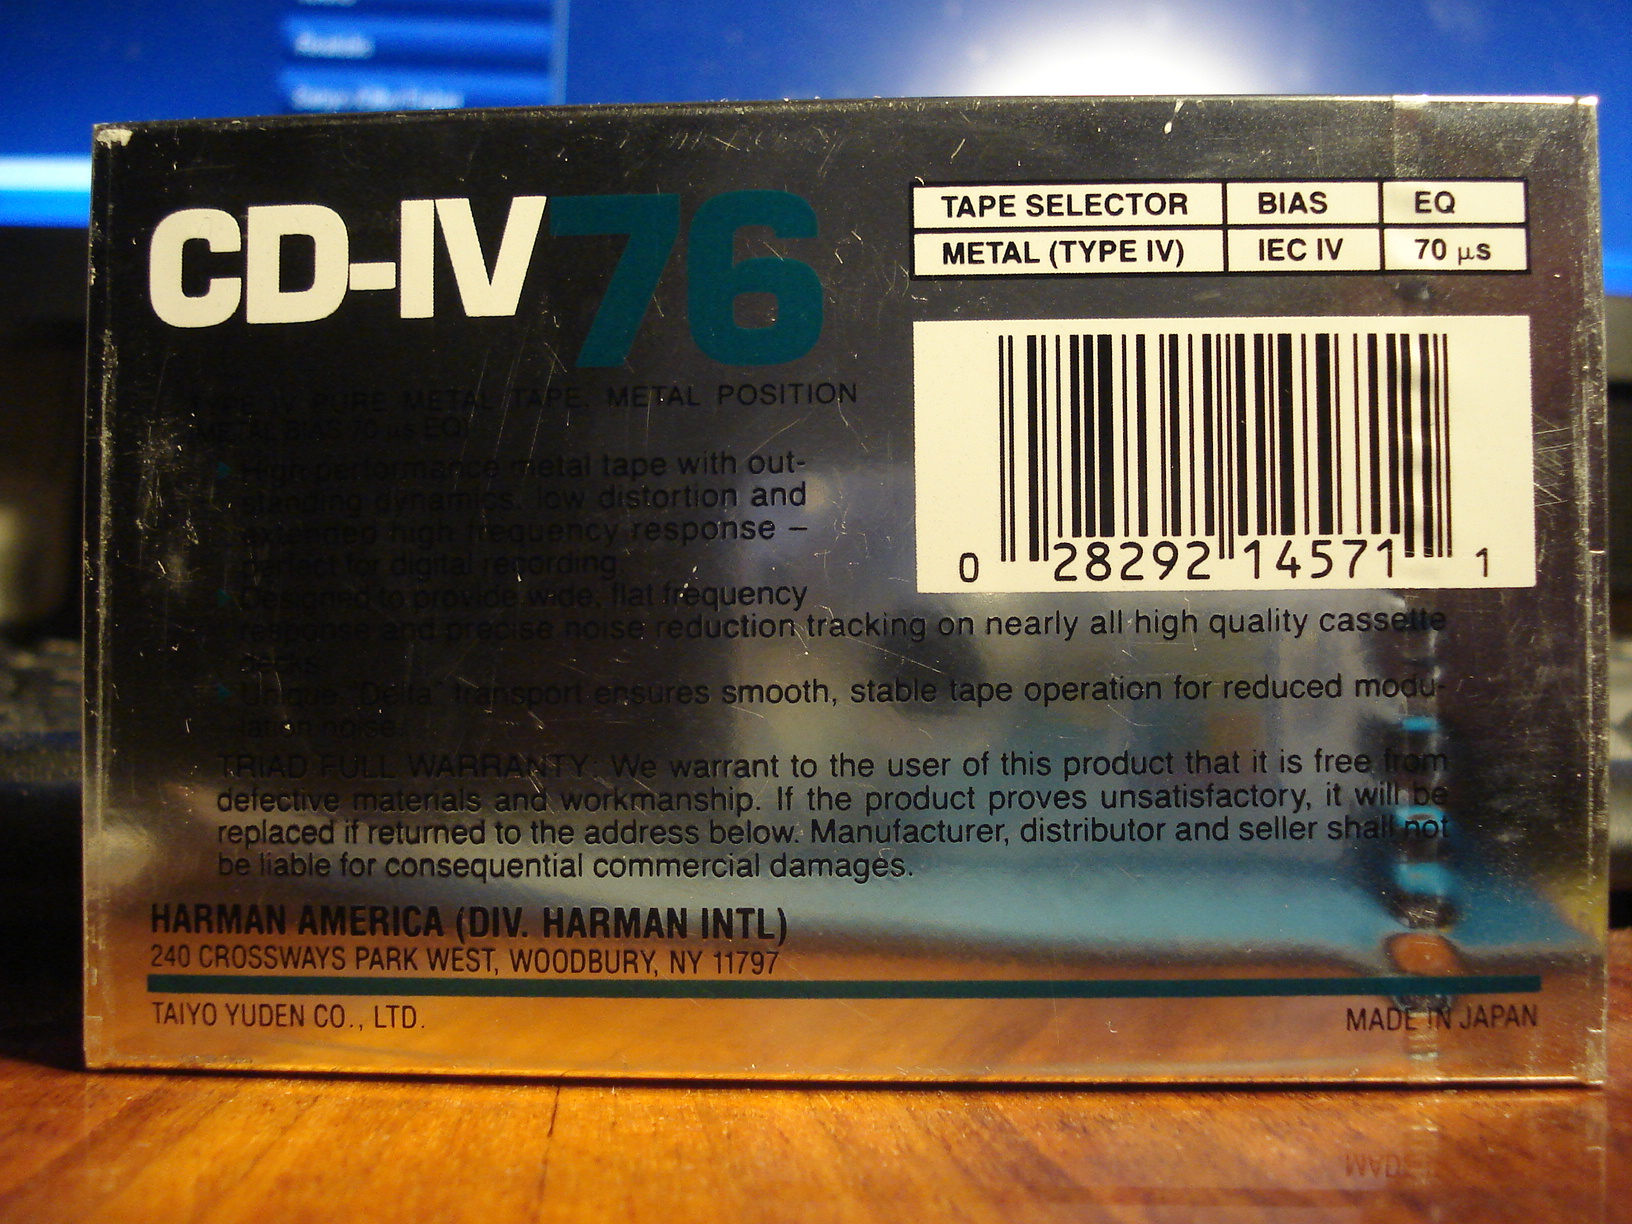 CD-IV 76
TAPE SELECTOR BIAS EQ
METAL (TYPE IV) IEC IV 70 µs
0 28292 14571 1
TYPE IV PURE METAL TAPE, METAL POSITION
(METAL BIAS 70 µs EQ)
High performance metal tape with out-
standing dynamics, low distortion and
extended high frequency response –
perfect for digital recording.
Designed to provide wide, flat frequency
response and precise noise reduction tracking on nearly all high quality cassette
decks.
Unique "Delta" transport ensures smooth, stable tape operation for reduced modu-
lation noise.
TRIAD FULL WARRANTY: We warrant to the user of this product that it is free from
defective materials and workmanship. If the product proves unsatisfactory, it will be
replaced if returned to the address below. Manufacturer, distributor and seller shall not
be liable for consequential commercial damages.
HARMAN AMERICA (DIV. HARMAN INTL)
240 CROSSWAYS PARK WEST, WOODBURY, NY 11797
TAIYO YUDEN CO., LTD. MADE IN JAPAN